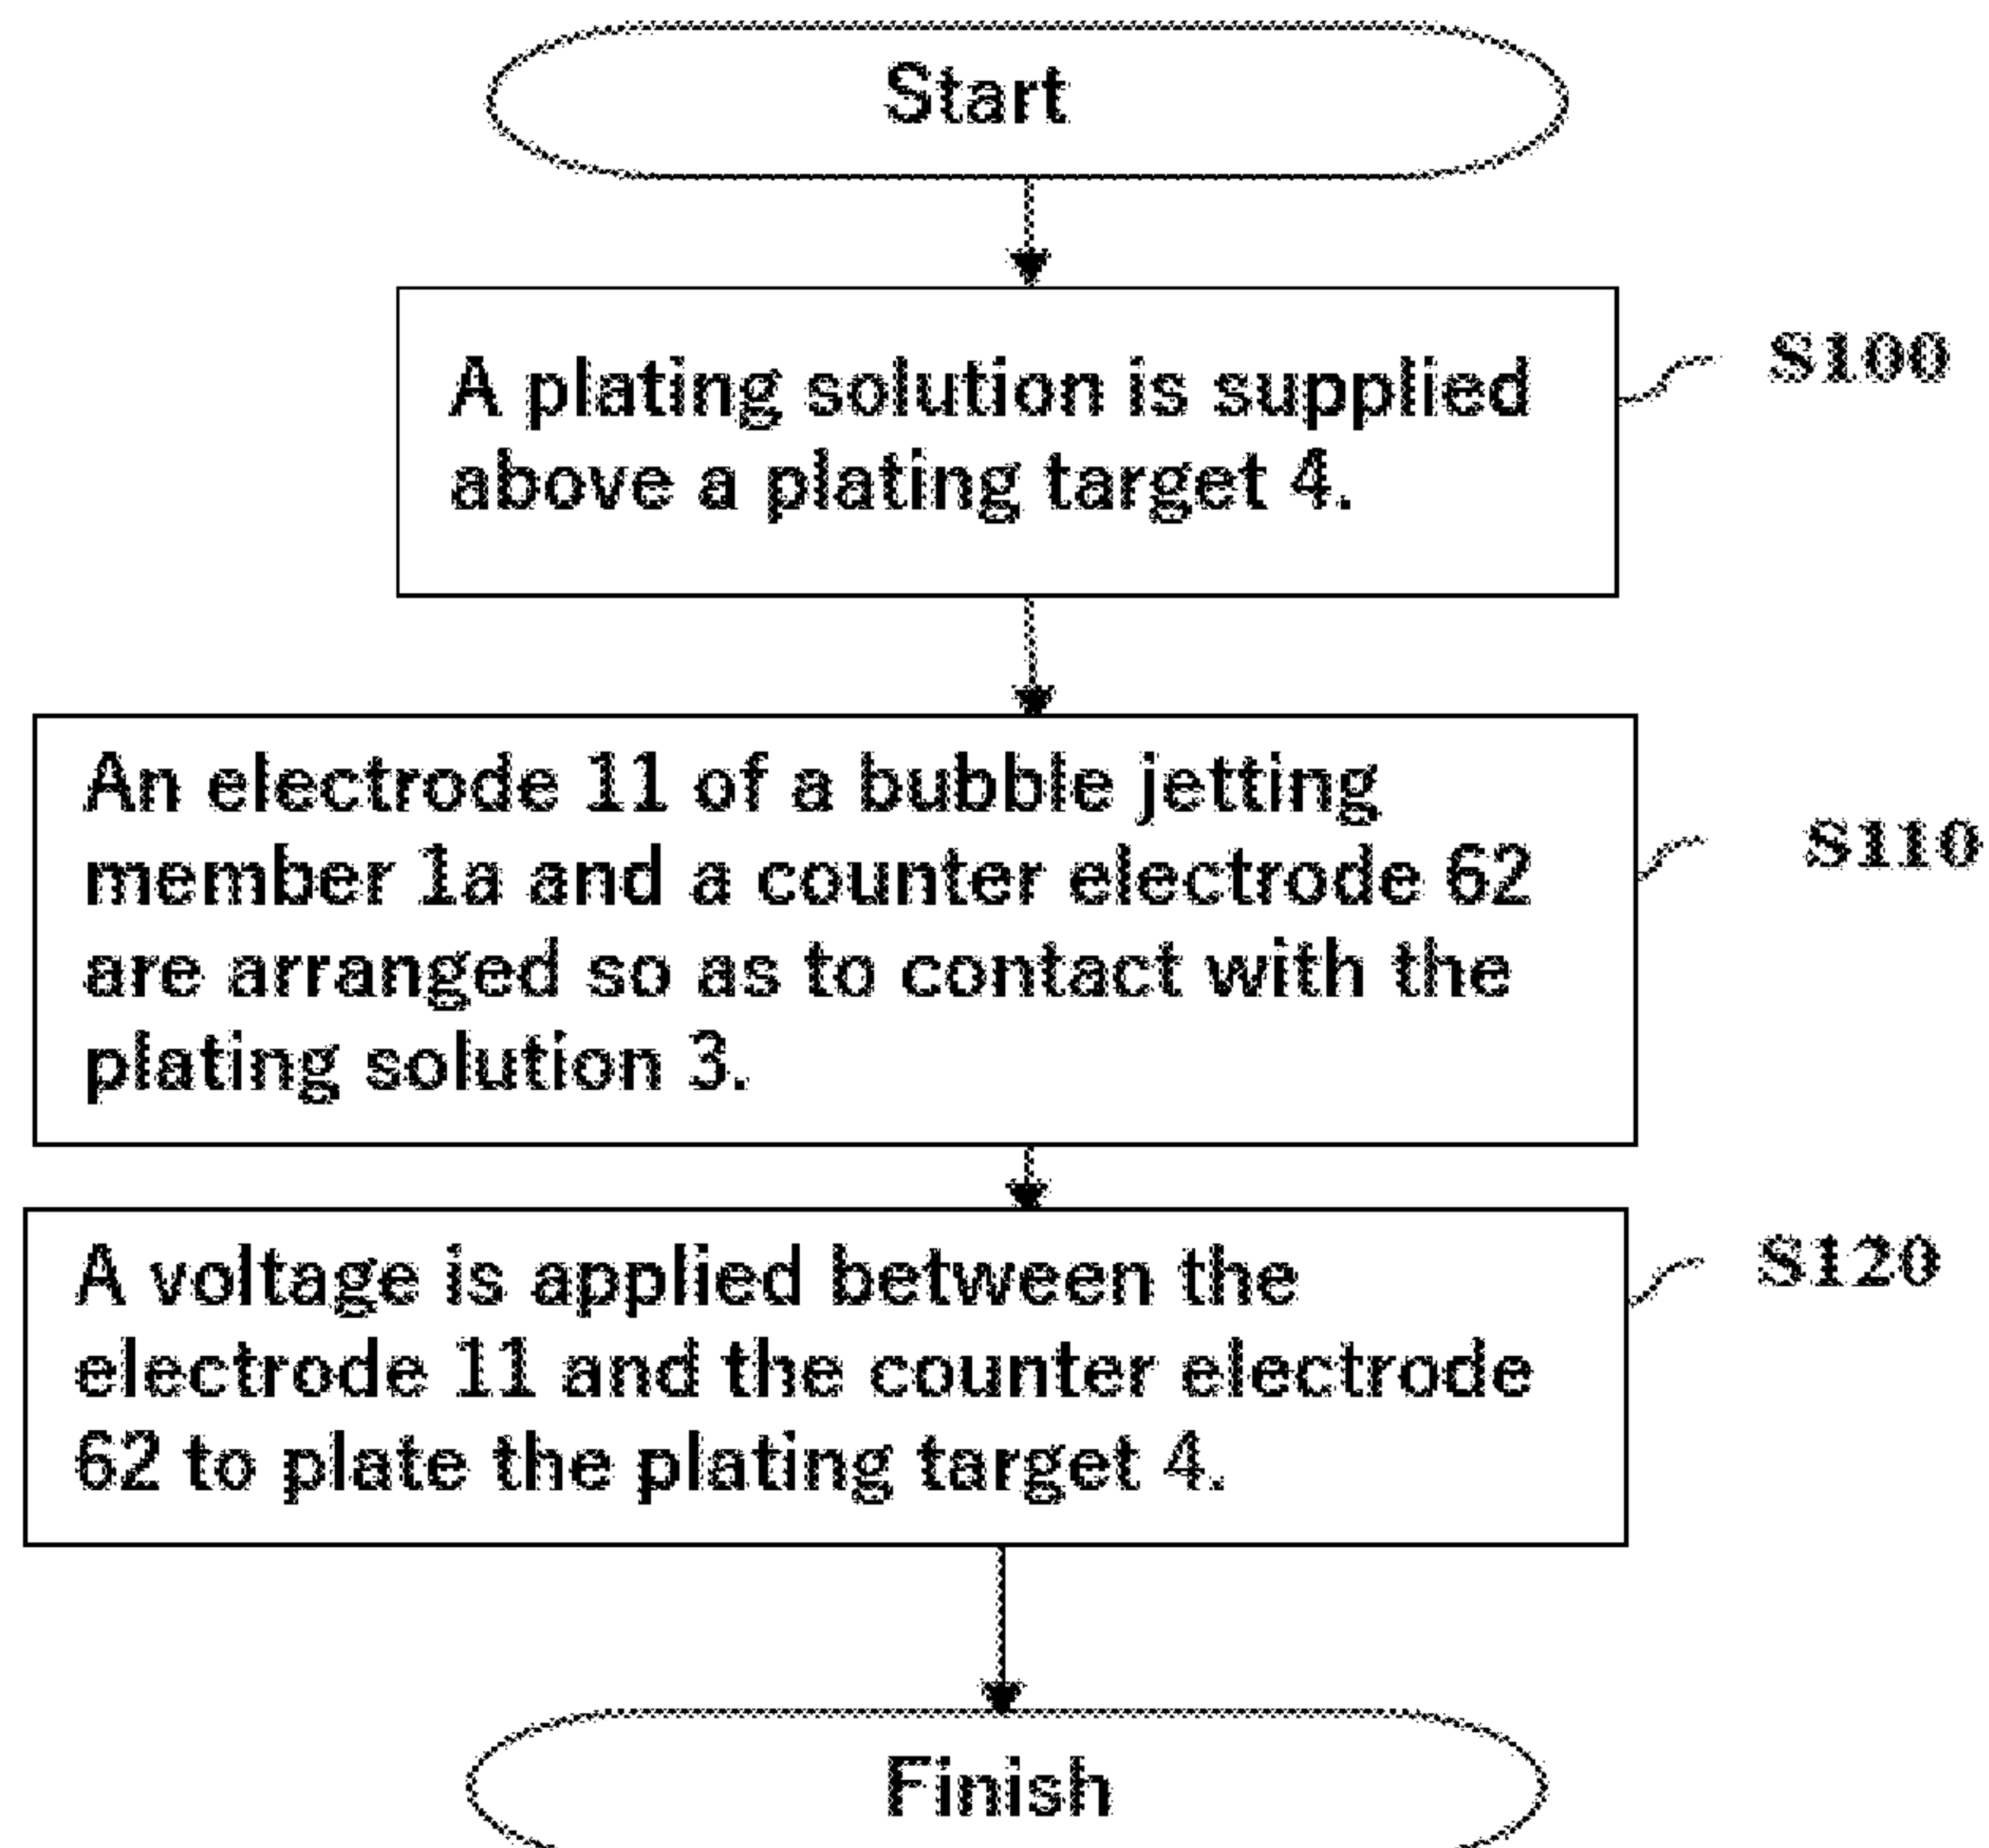 Start
A plating solution is supplied
above a plating target 4.
S100
An electrode 11 of a bubble jetting
member 1a and a counter electrode 62
are arranged so as to contact with the
plating solution 3.
S110
A voltage is applied between the
electrode 11 and the counter electrode
62 to plate the plating target 4.
S120
Finish